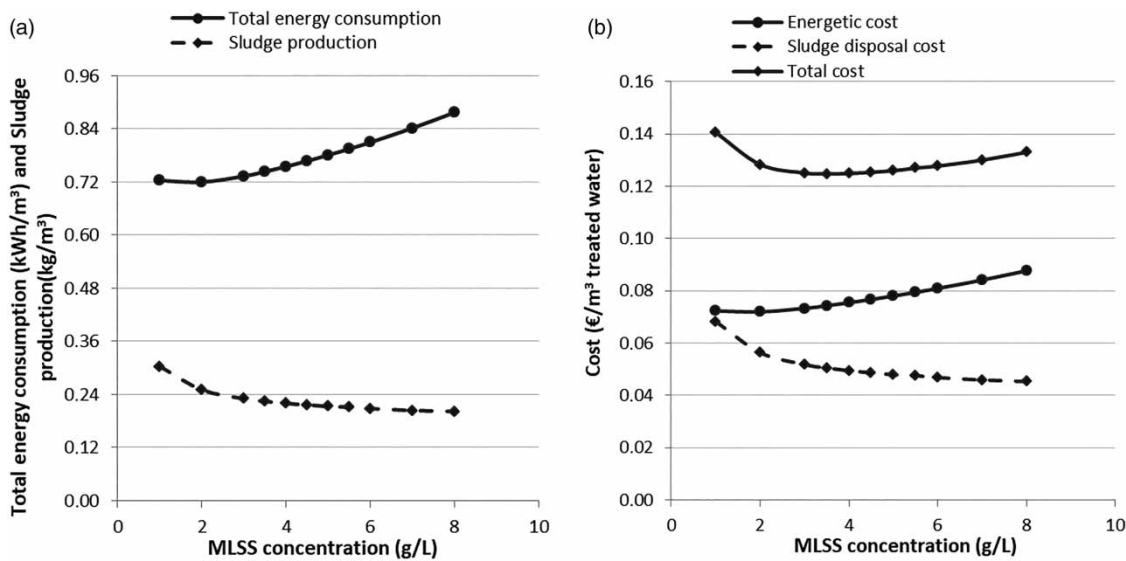 (a)
Total energy consumption
Sludge production
Total energy consumption (kWh/m³) and Sludge
production(kg/m³)
0.96
0.84
0.72
0.60
0.48
0.36
0.24
0.12
0.00
0 2 4 6 8 10
MLSS concentration (g/L)
(b)
Energetic cost
Sludge disposal cost
Total cost
Cost (€/m³ treated water)
0.16
0.14
0.12
0.10
0.08
0.06
0.04
0.02
0.00
0 2 4 6 8 10
MLSS concentration (g/L)